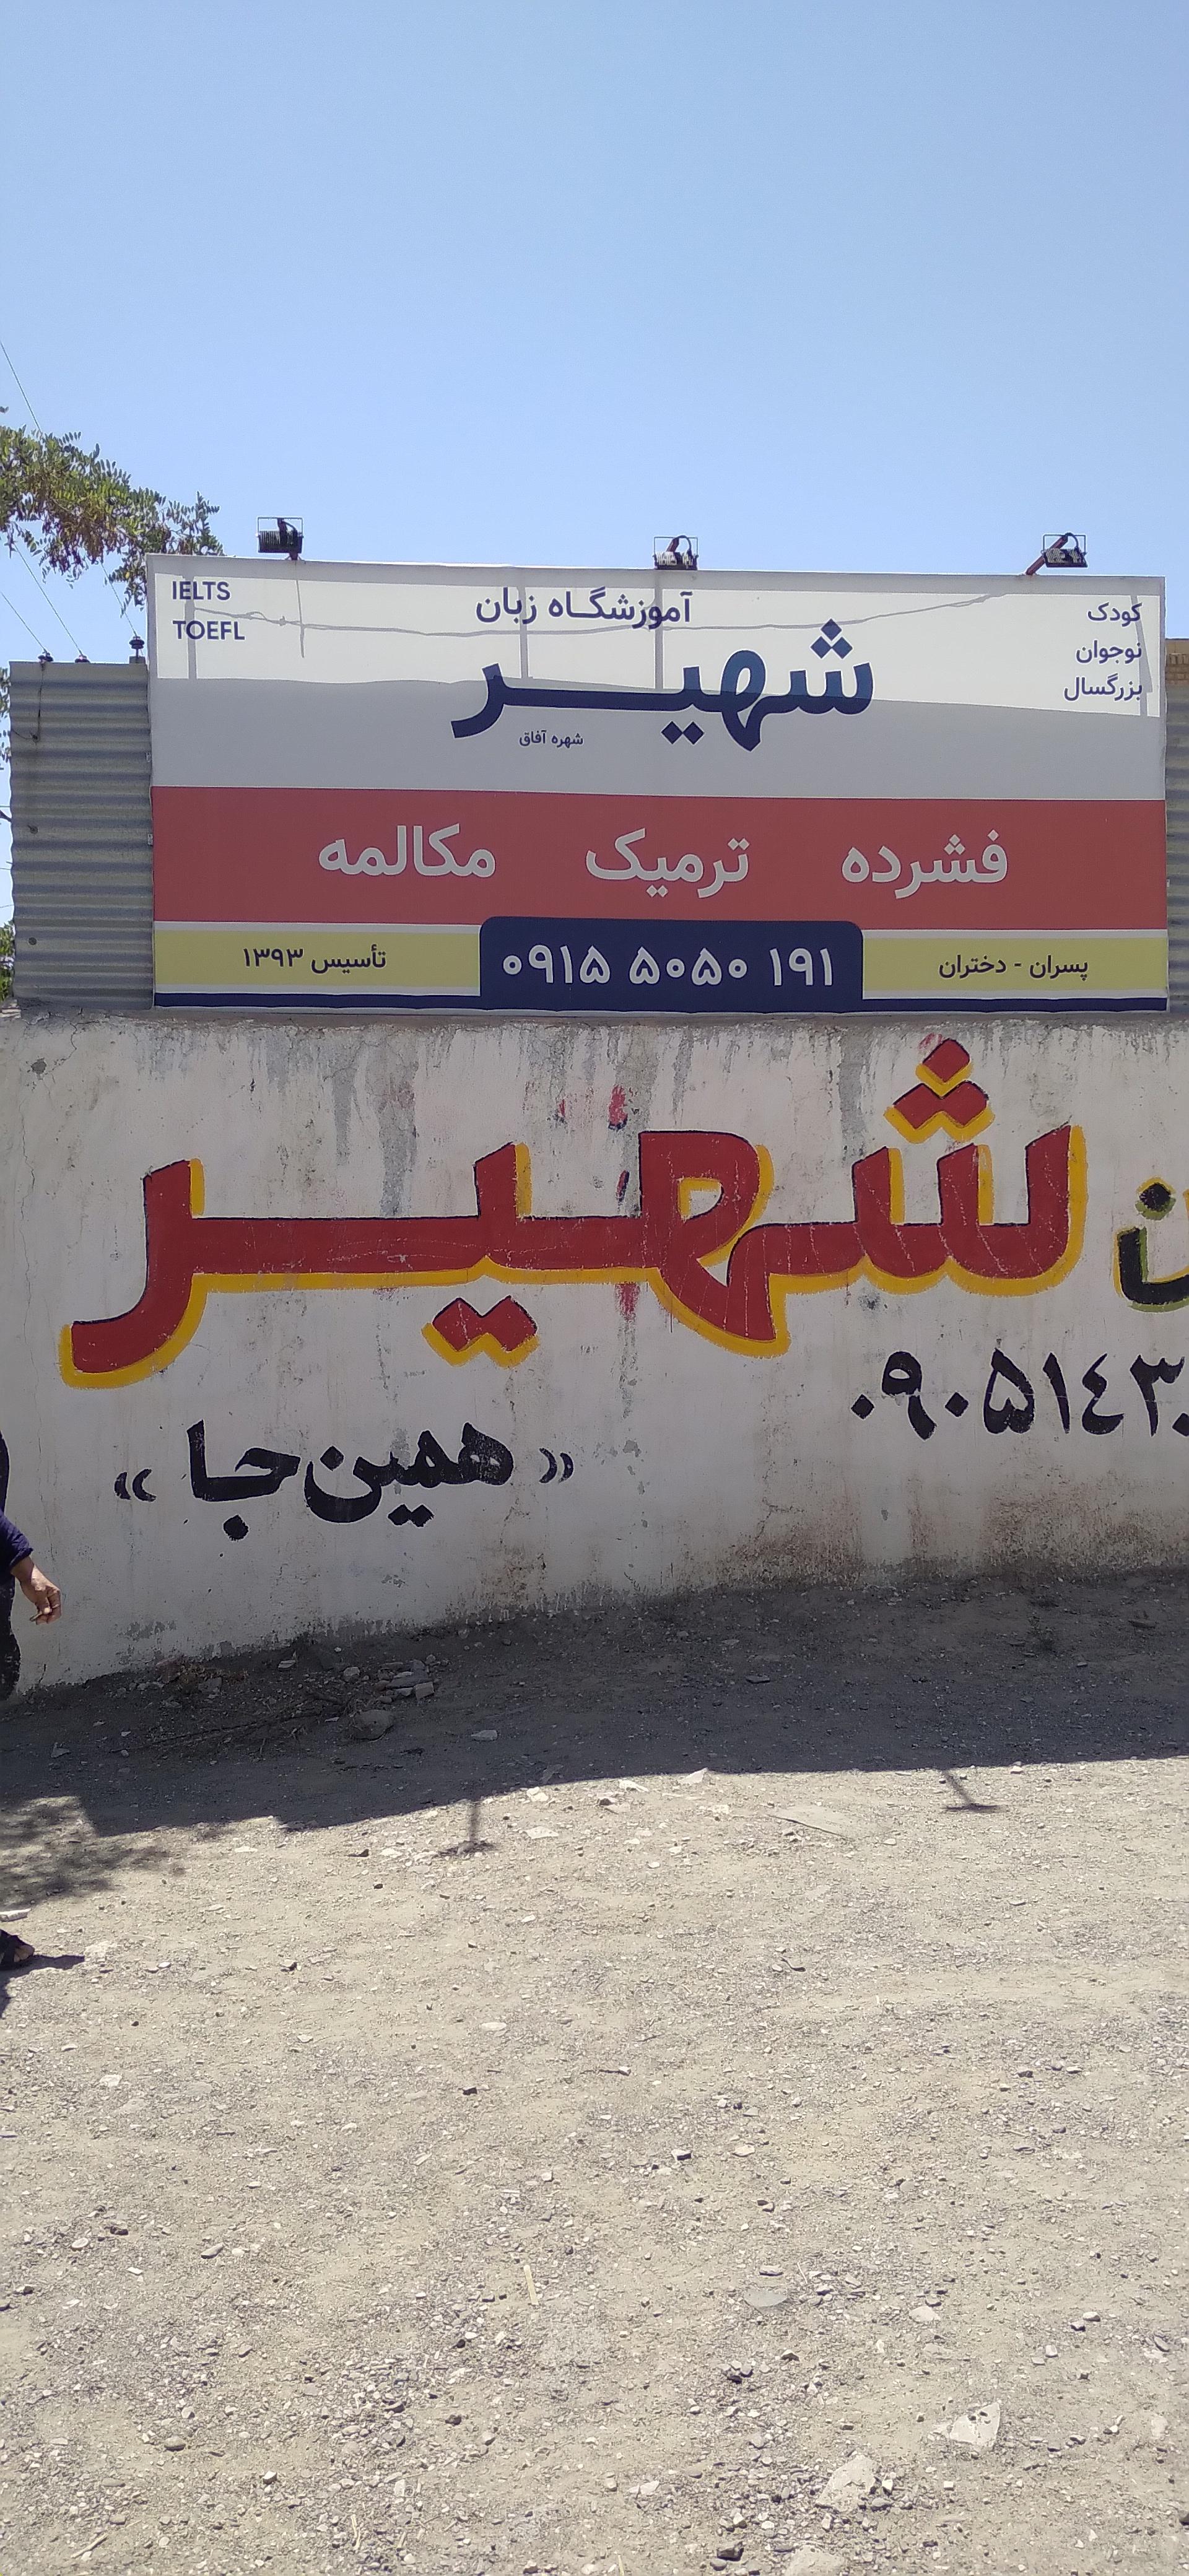 آموزشگاه زبان
شهیر
شهره آفاق
کودک
نوجوان
بزرگسال
IELTS
TOEFL
فشرده ترمیک مکالمه
پسران - دختران
۰۹۱۵ ۵۰۵۰ ۱۹۱
تأسیس ۱۳۹۳
شهیر
۰۹۰۵۱۴۳
«همین‌جا»